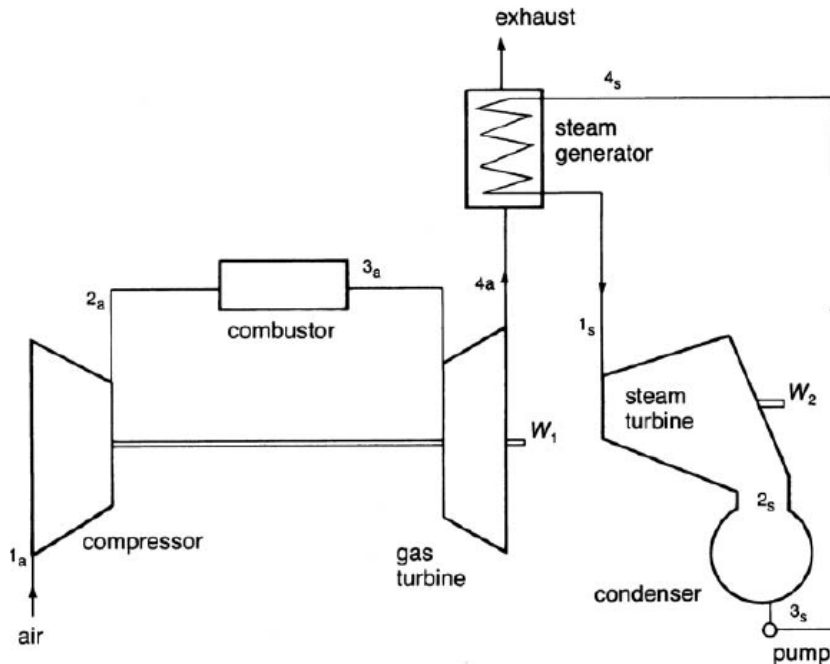 exhaust
4s
steam
generator
3a
2a
4a
combustor
1s
steam
turbine
W2
W1
2s
compressor
gas
turbine
1a
condenser
3s
air
pump